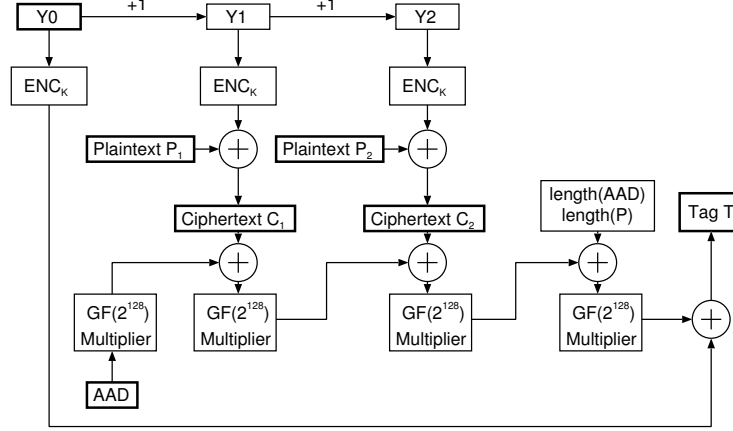 Y0
+1
Y1
+1
Y2
ENC_K
ENC_K
ENC_K
Plaintext P_1
Plaintext P_2
length(AAD)
length(P)
Tag T
Ciphertext C_1
Ciphertext C_2
GF(2^128)
Multiplier
GF(2^128)
Multiplier
GF(2^128)
Multiplier
GF(2^128)
Multiplier
AAD